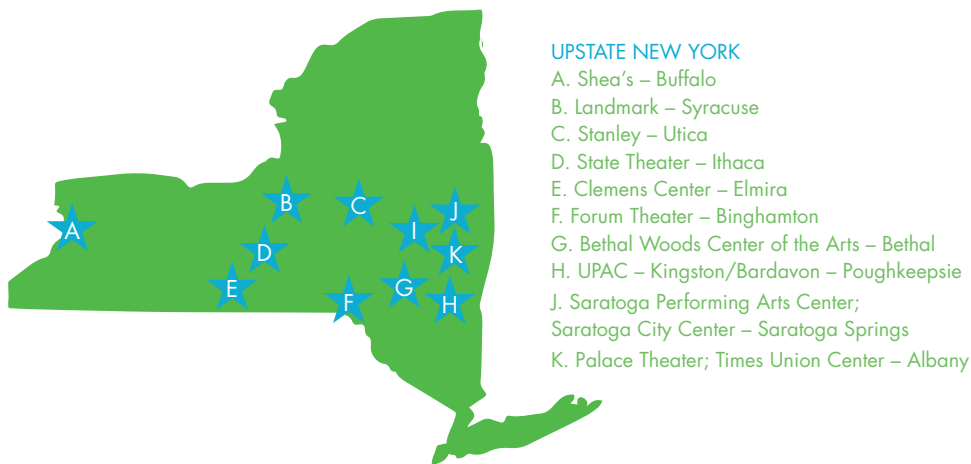 UPSTATE NEW YORK
A. Shea's – Buffalo
B. Landmark – Syracuse
C. Stanley – Utica
D. State Theater – Ithaca
E. Clemens Center – Elmira
F. Forum Theater – Binghamton
G. Bethal Woods Center of the Arts – Bethal
H. UPAC – Kingston/Bardavon – Poughkeepsie
J. Saratoga Performing Arts Center;
Saratoga City Center – Saratoga Springs
K. Palace Theater; Times Union Center – Albany
A
B
C
D
E
F
G
H
I
J
K